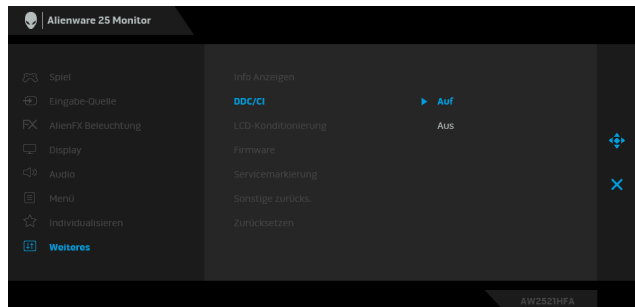 Alienware 25 Monitor
Spiel
Info Anzeigen
Eingabe-Quelle
DDC/CI
Auf
FX AlienFX Beleuchtung
LCD-Konditionierung
Aus
Display
Firmware
Audio
Servicemarkierung
Menü
Sonstige zurücks.
Individualisieren
Zurücksetzen
Weiteres
AW2521HFA